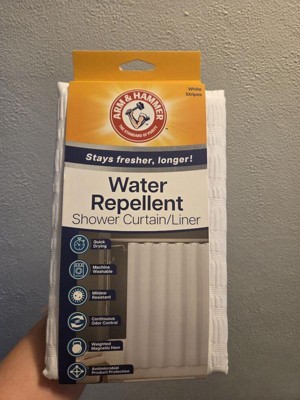 White
Stripes
ARM & HAMMER
THE STANDARD OF PURITY
Stays fresher, longer!
Water
Repellent
Shower Curtain/Liner
Quick
Drying
Machine
Washable
Mildew
Resistant
Continuous
Odor Control
Weighted
Magnetic Hem
Antimicrobial
Product Protection